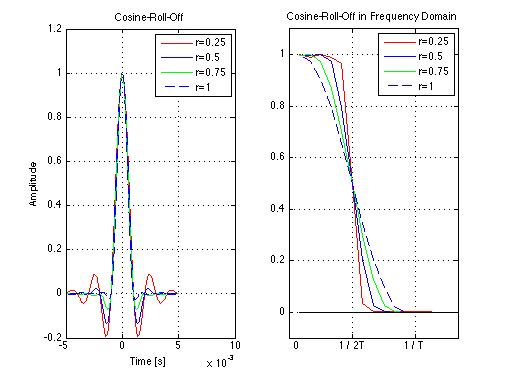 Cosine-Roll-Off
Cosine-Roll-Off in Frequency Domain
1.2
1
0.8
0.6
0.4
0.2
0
-0.2
Amplitude
r=0.25
r=0.5
r=0.75
r=1
-5
0
5
10
x 10^-3
Time [s]
1
0.8
0.6
0.4
0.2
0
r=0.25
r=0.5
r=0.75
r=1
0
1 / 2T
1 / T